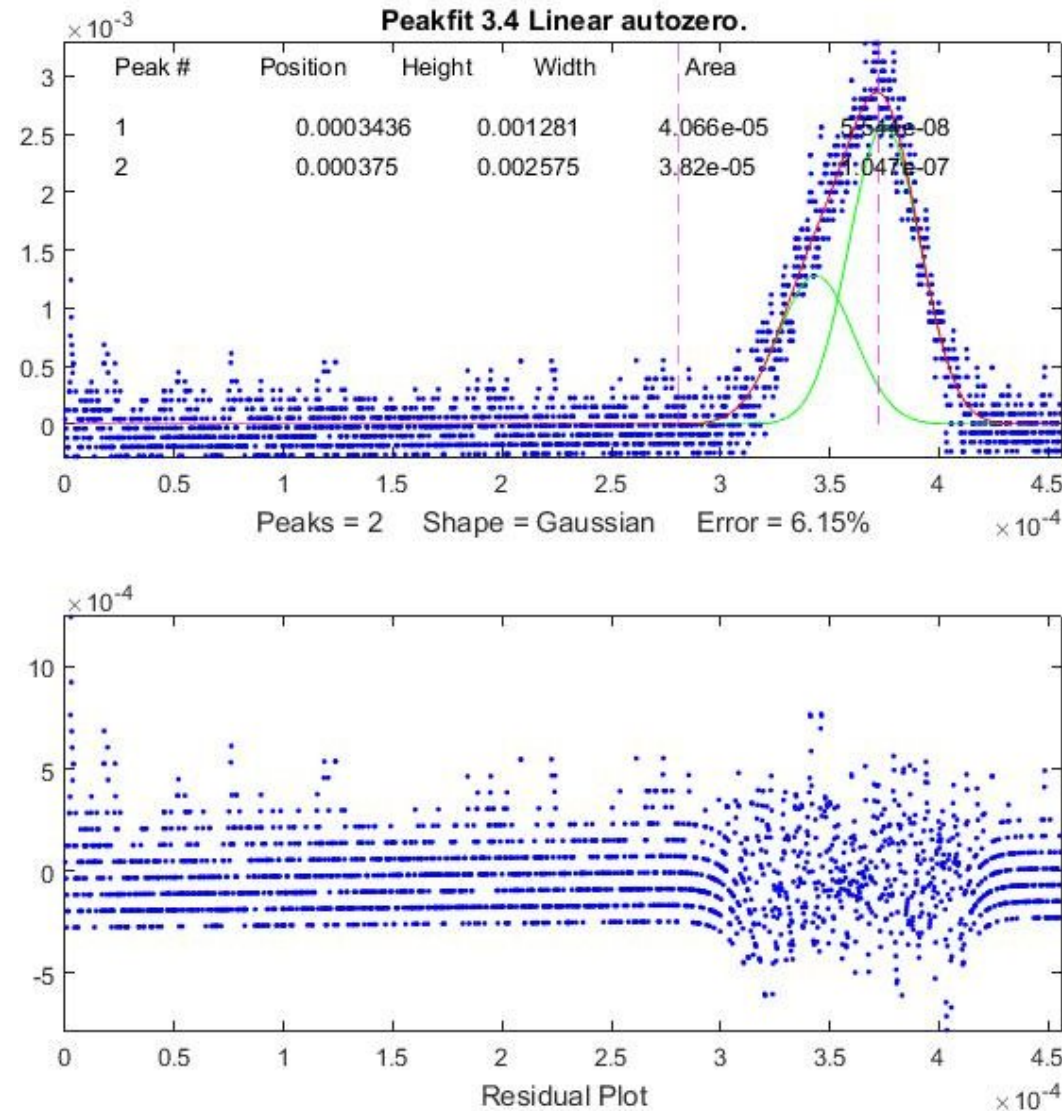 Peakfit 3.4 Linear autozero.
×10-3
Peak # Position Height Width Area
1 0.0003436 0.001281 4.066e-05 5.544e-08
2 0.000375 0.002575 3.82e-05 1.047e-07
3
2.5
2
1.5
1
0.5
0
0 0.5 1 1.5 2 2.5 3 3.5 4 4.5
×10-4
Peaks = 2 Shape = Gaussian Error = 6.15%
×10-4
10
5
0
-5
0 0.5 1 1.5 2 2.5 3 3.5 4 4.5
×10-4
Residual Plot